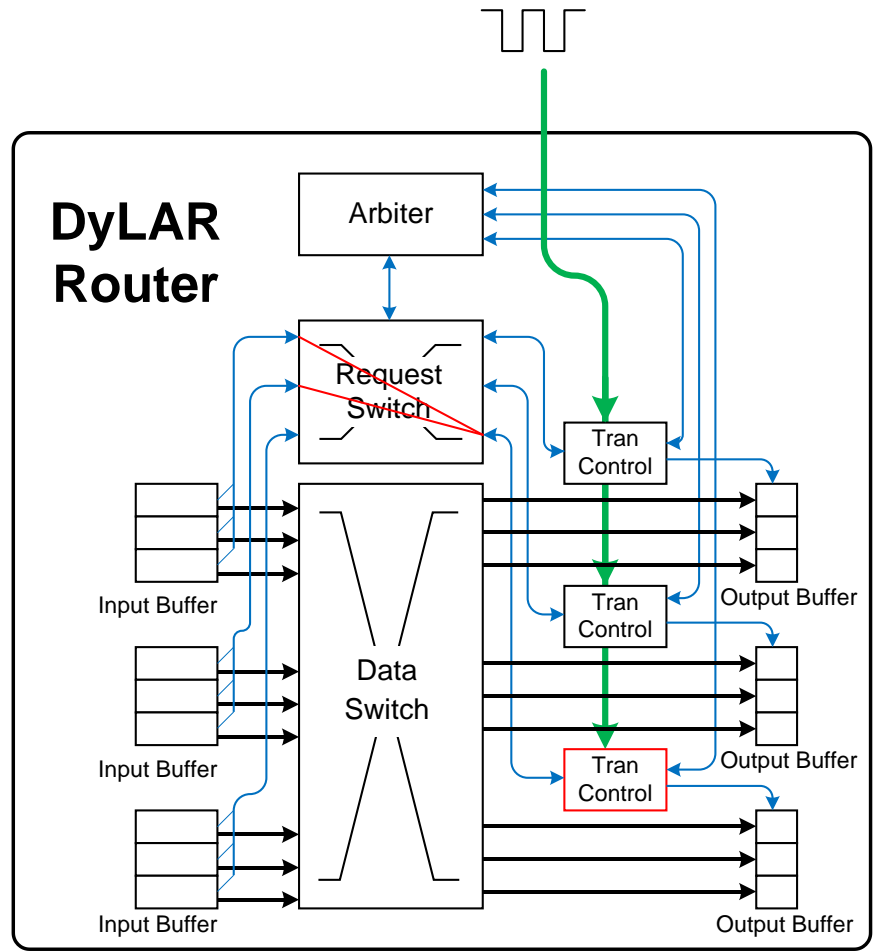 DyLAR
Router
Arbiter
Request
Switch
Tran
Control
Input Buffer
Output Buffer
Tran
Control
Data
Switch
Input Buffer
Output Buffer
Tran
Control
Input Buffer
Output Buffer